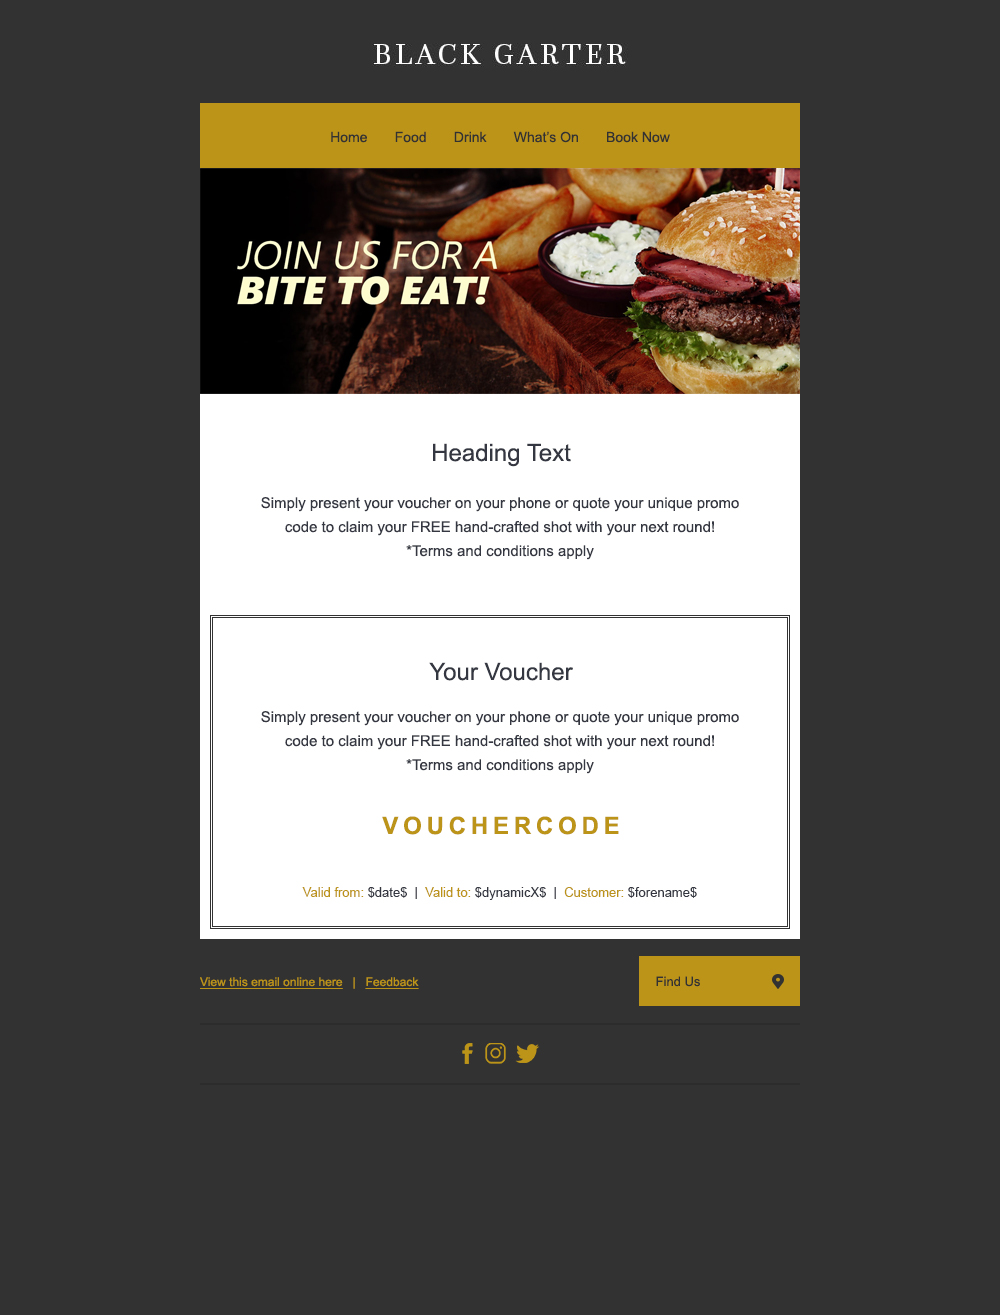 BLACK GARTER
Home Food Drink What's On Book Now
JOIN US FOR A
BITE TO EAT!
Heading Text
Simply present your voucher on your phone or quote your unique promo
code to claim your FREE hand-crafted shot with your next round!
*Terms and conditions apply
Your Voucher
Simply present your voucher on your phone or quote your unique promo
code to claim your FREE hand-crafted shot with your next round!
*Terms and conditions apply
VOUCHERCODE
Valid from: $date$ | Valid to: $dynamicX$ | Customer: $forename$
View this email online here | Feedback
Find Us